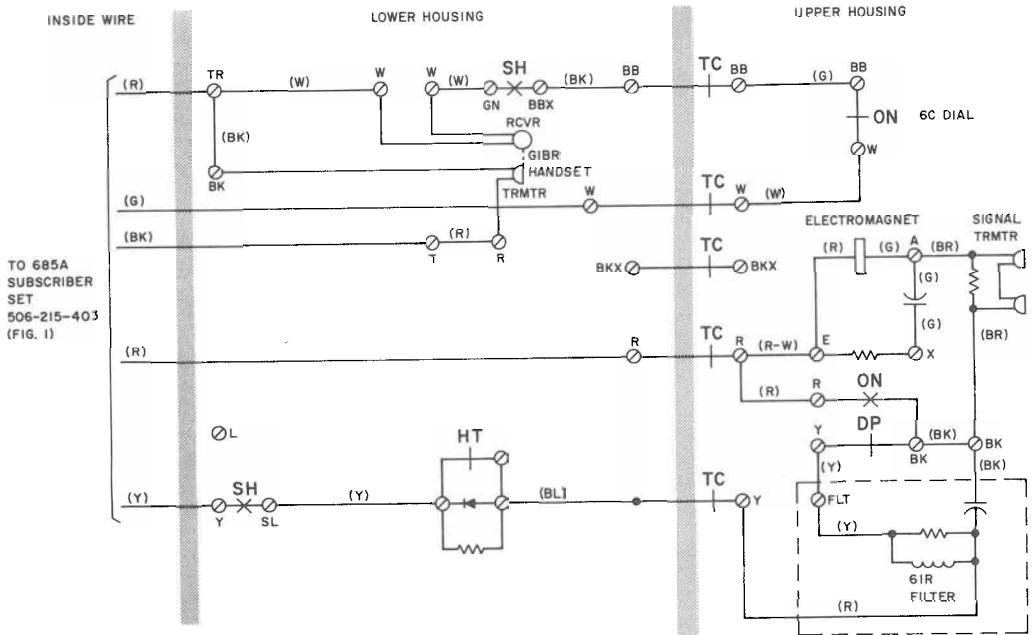 INSIDE WIRE
LOWER HOUSING
UPPER HOUSING
(R)
TR
(W)
W
W
(W)
SH
GN
BBX
(BK)
BB
TC
BB
(G)
BB
ON
6C DIAL
W
(BK)
RCVR
GIBR
HANDSET
BK
TRMTR
(G)
W
TC
W
(W)
(BK)
T
(R)
R
ELECTROMAGNET
SIGNAL
TRMTR
(R)
(G)
A
(BR)
(G)
(G)
(BR)
BKX
TC
BKX
TO 685A
SUBSCRIBER
SET
506-215-403
(FIG. 1)
(R)
R
TC
R
(R-W)
E
X
(R)
R
ON
L
HT
Y
DP
BK
(BK)
BK
(Y)
(BK)
(Y)
Y
SH
SL
(Y)
(BL)
TC
Y
FLT
(Y)
61R
FILTER
(R)